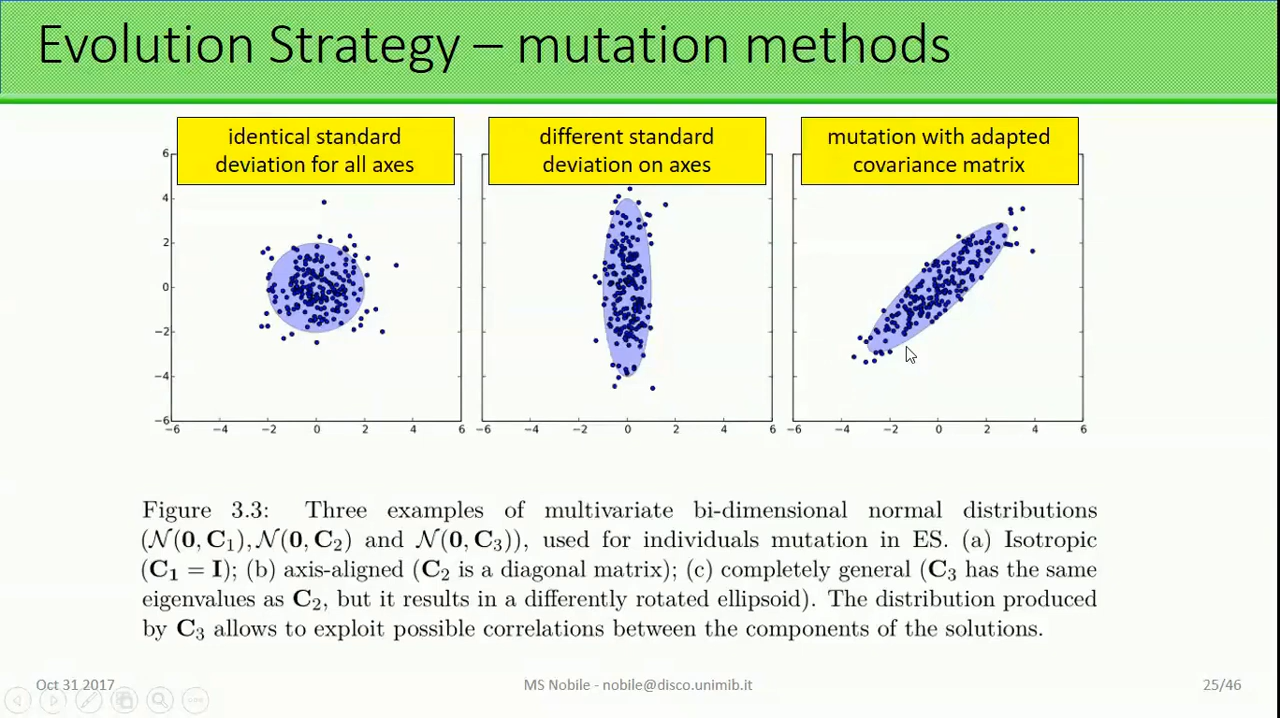 Evolution Strategy – mutation methods
identical standard
deviation for all axes
different standard
deviation on axes
mutation with adapted
covariance matrix
6
4
2
0
−2
−4
−6
−6 −4 −2 0 2 4 6
−6 −4 −2 0 2 4 6
−6 −4 −2 0 2 4 6
Figure 3.3: Three examples of multivariate bi-dimensional normal distributions
(𝒩(𝟎, 𝐂₁), 𝒩(𝟎, 𝐂₂) and 𝒩(𝟎, 𝐂₃)), used for individuals mutation in ES. (a) Isotropic
(𝐂₁ = 𝐈); (b) axis-aligned (𝐂₂ is a diagonal matrix); (c) completely general (𝐂₃ has the same
eigenvalues as 𝐂₂, but it results in a differently rotated ellipsoid). The distribution produced
by 𝐂₃ allows to exploit possible correlations between the components of the solutions.
Oct 31 2017
MS Nobile - nobile@disco.unimib.it
25/46